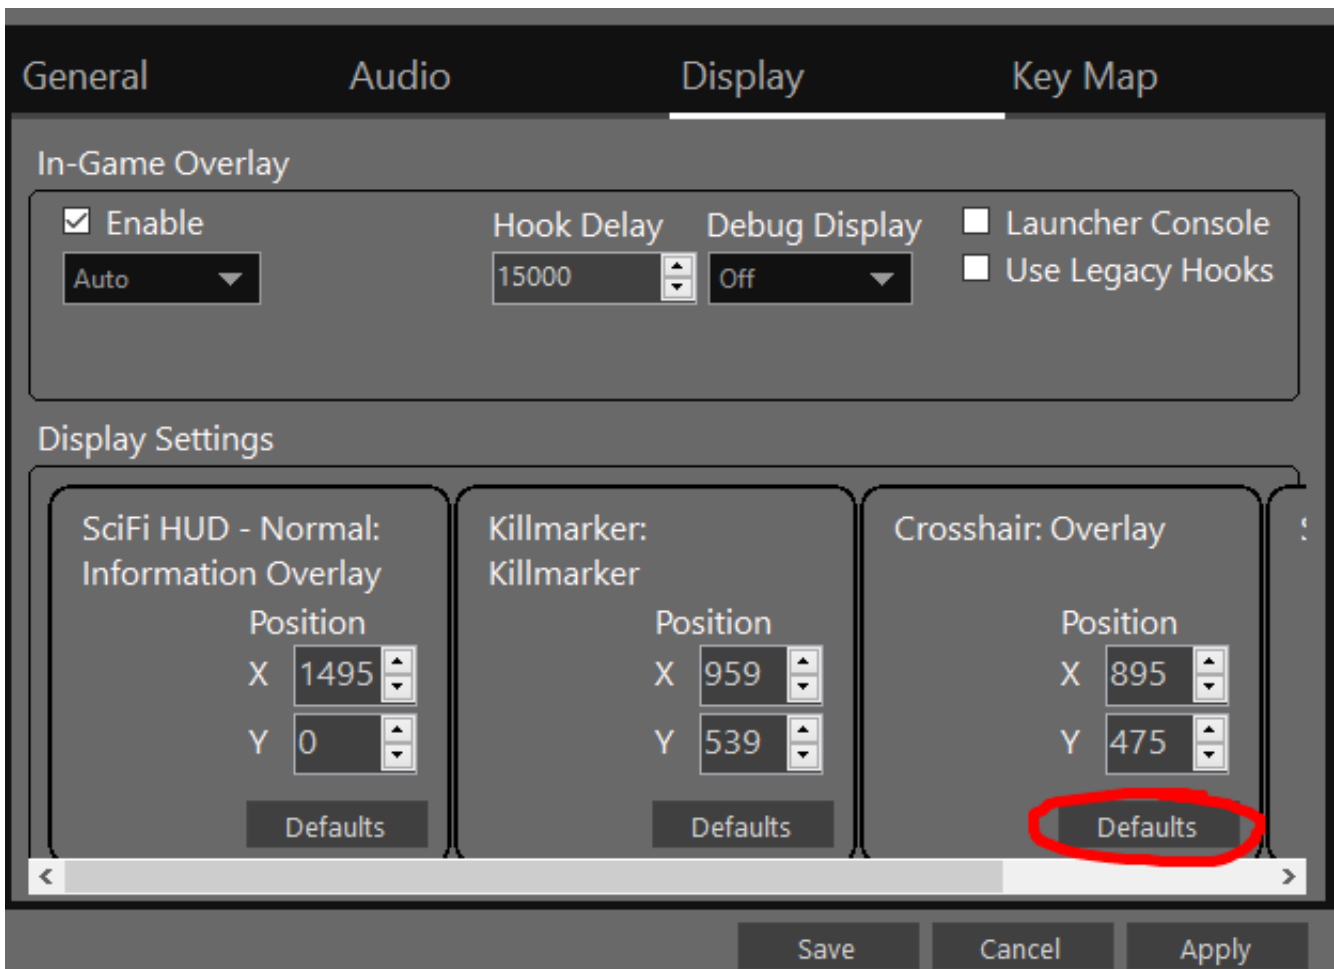 General Audio Display Key Map
In-Game Overlay
Enable Hook Delay Debug Display Launcher Console
Auto 15000 Off Use Legacy Hooks
Display Settings
SciFi HUD - Normal:
Information Overlay
Position
X 1495
Y 0
Defaults
Killmarker:
Killmarker
Position
X 959
Y 539
Defaults
Crosshair: Overlay
Position
X 895
Y 475
Defaults
Save Cancel Apply